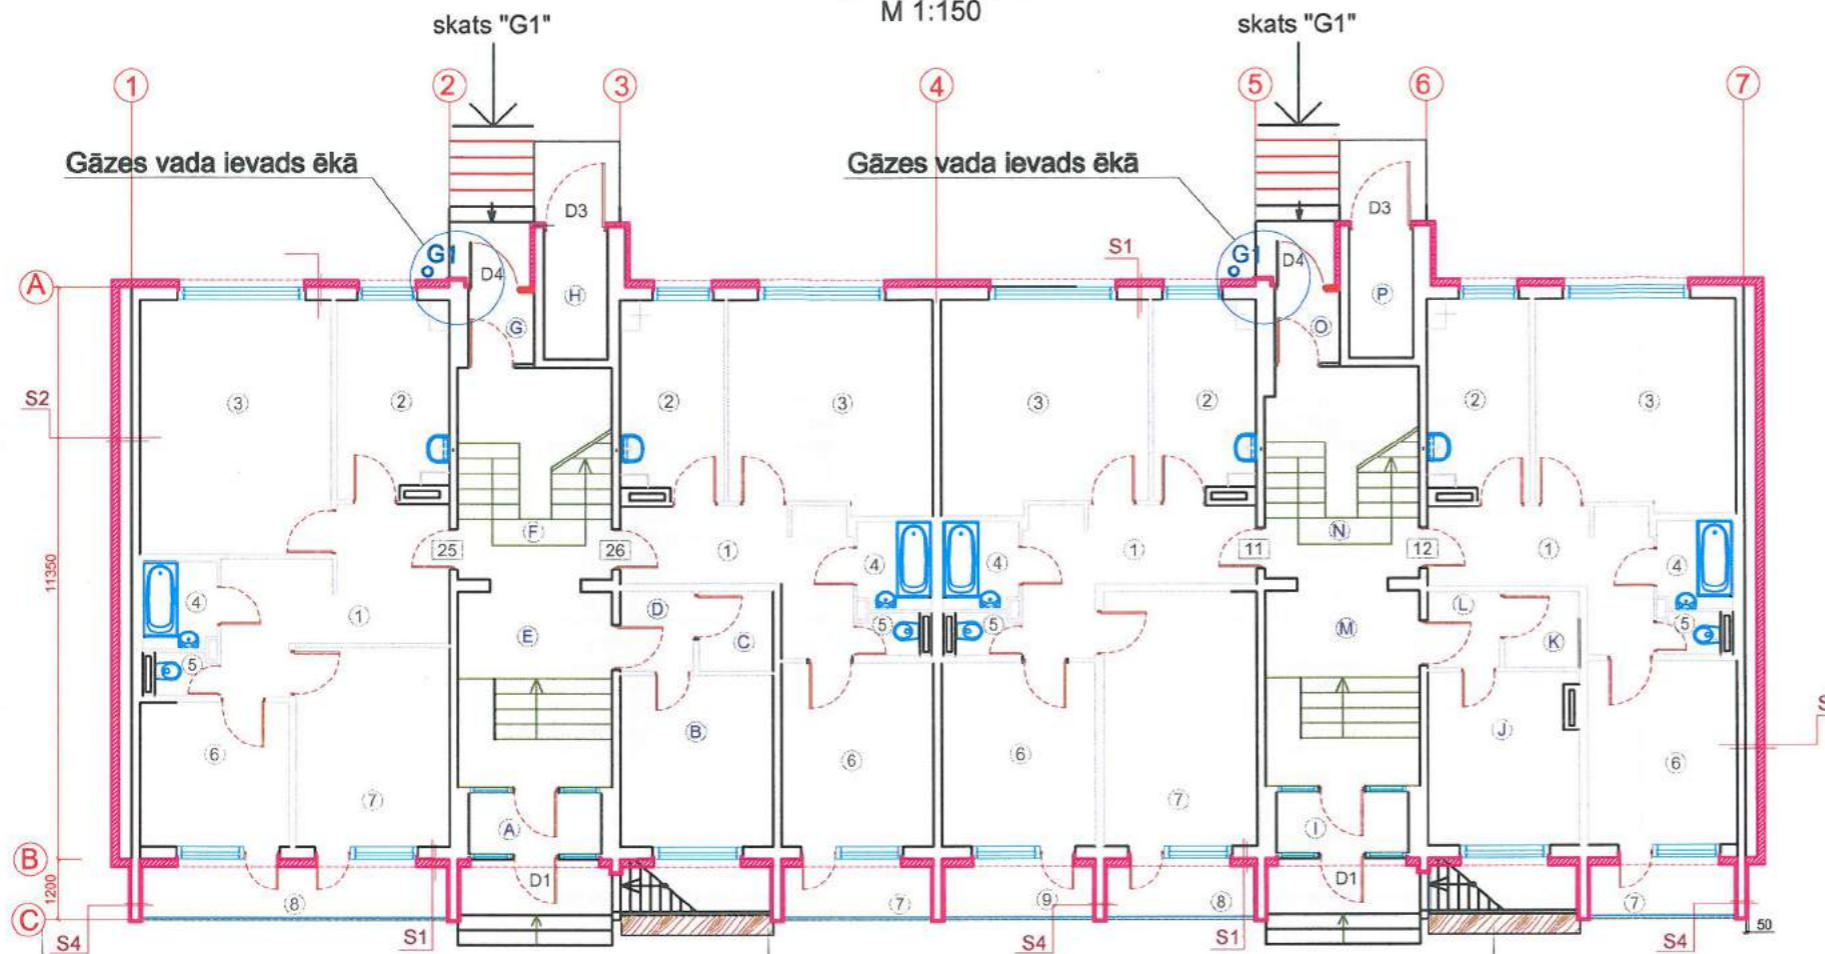 M 1:150
skats "G1" skats "G1"
1 2 3 4 5 6 7
Gāzes vada ievads ēkā Gāzes vada ievads ēkā
D3 D3
G1 S1 G1
D4 D4
A H P
G O
S2 3 2 2 3 3 2 2 3
F N
25 26 1 1 11 12 1
11350
4 4 4 4
D L
1 5 E C 5 M K 5
5
B J
6 6 6 6
7 7
A I
B
D1 D1
1200
8 7 9 8 7
C
S4 S1 S4 S1 S4 50
S